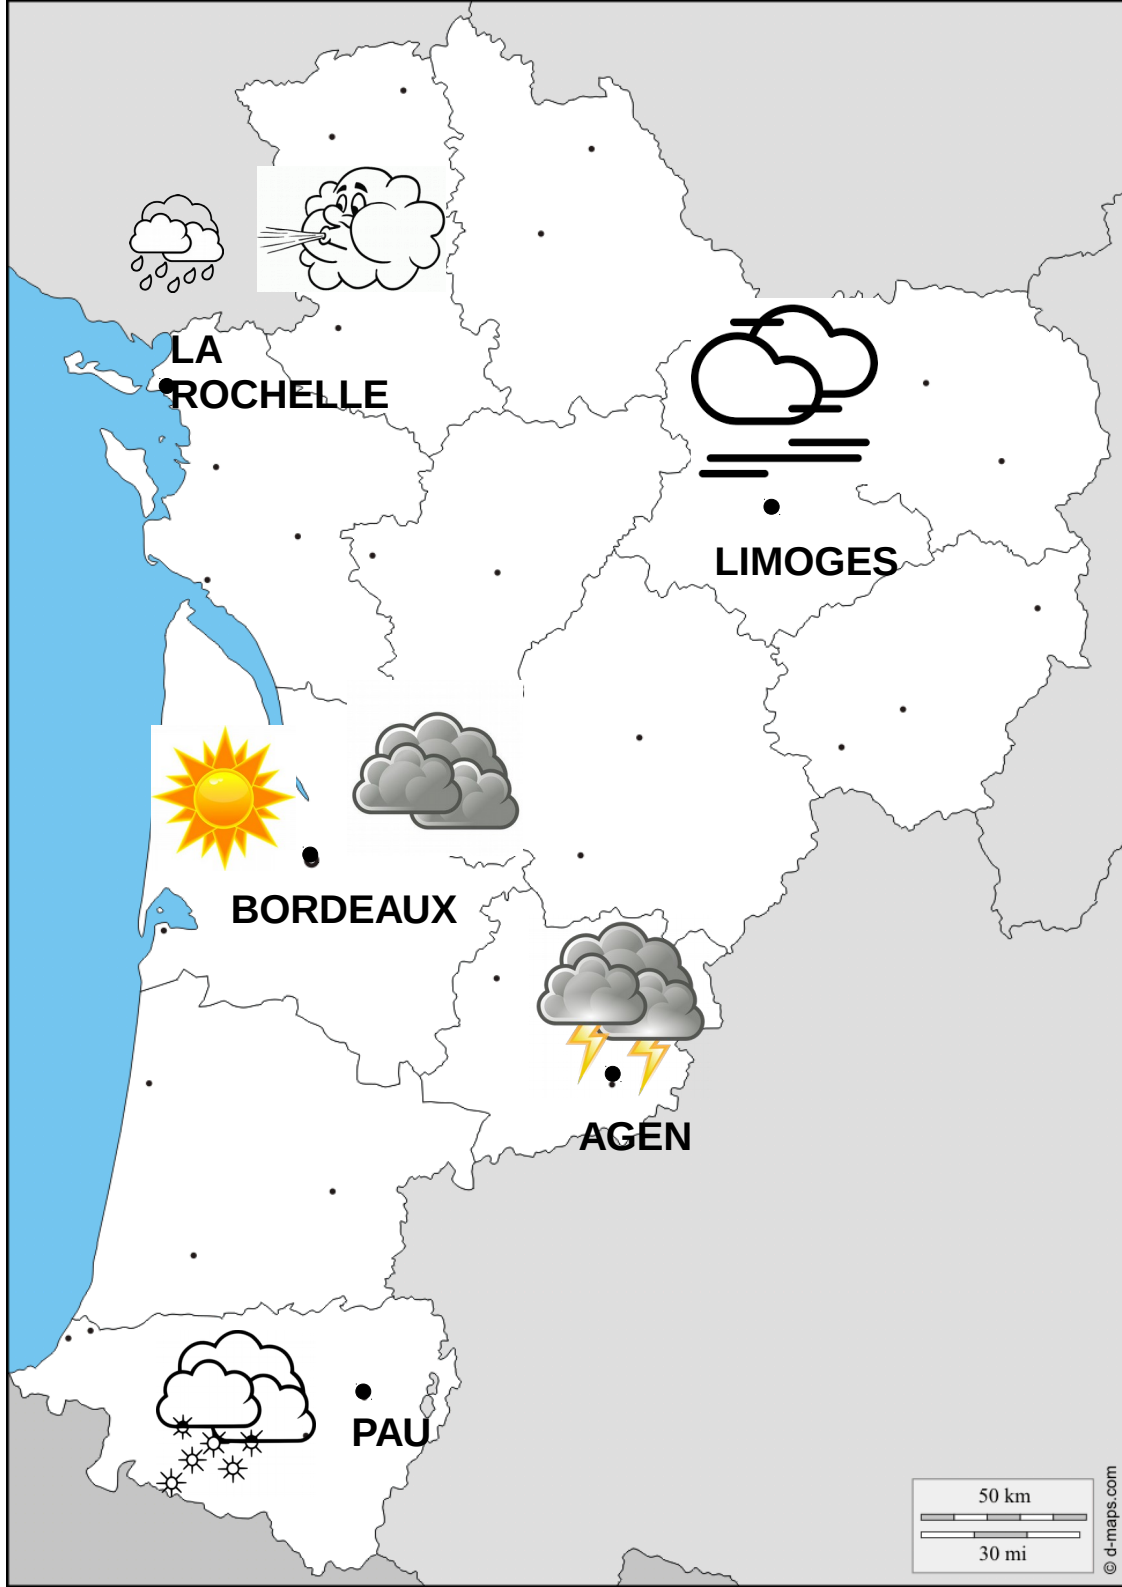 LA
ROCHELLE
LIMOGES
BORDEAUX
AGEN
PAU
50 km
30 mi
© d-maps.com